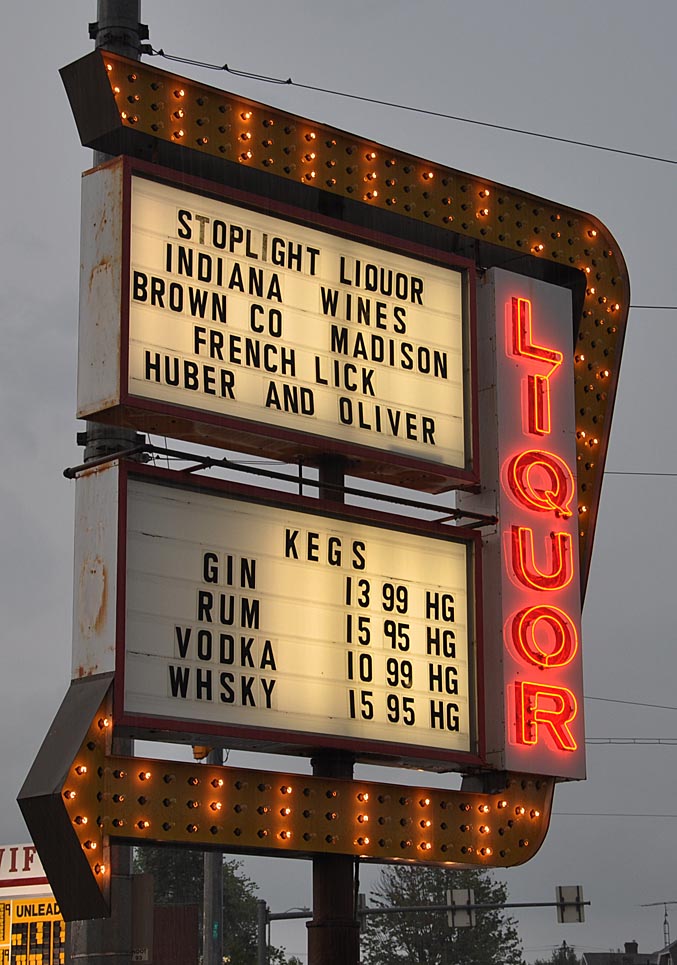 STOPLIGHT LIQUOR
INDIANA WINES
BROWN CO MADISON
FRENCH LICK
HUBER AND OLIVER
LIQUOR
KEGS
GIN 13 99 HG
RUM 15 95 HG
VODKA 10 99 HG
WHSKY 15 95 HG
UNLEAD